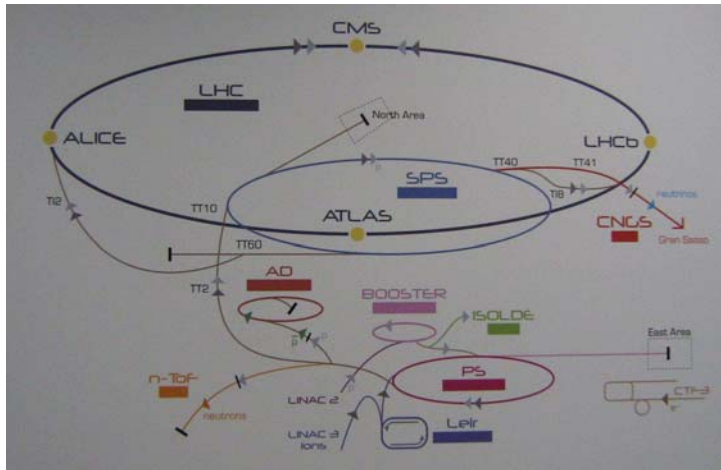 CMS
LHC
North Area
ALICE
LHCb
TT40
TT41
SPS
TI8
neutrinos
TI2
TT10
ATLAS
CNGS
Gran Sasso
TT60
AD
TT2
BOOSTER
ISOLDE
East Area
p
p
n-ToF
PS
LINAC 2
neutrons
CTF3
e-
LINAC 3
Leir
ions